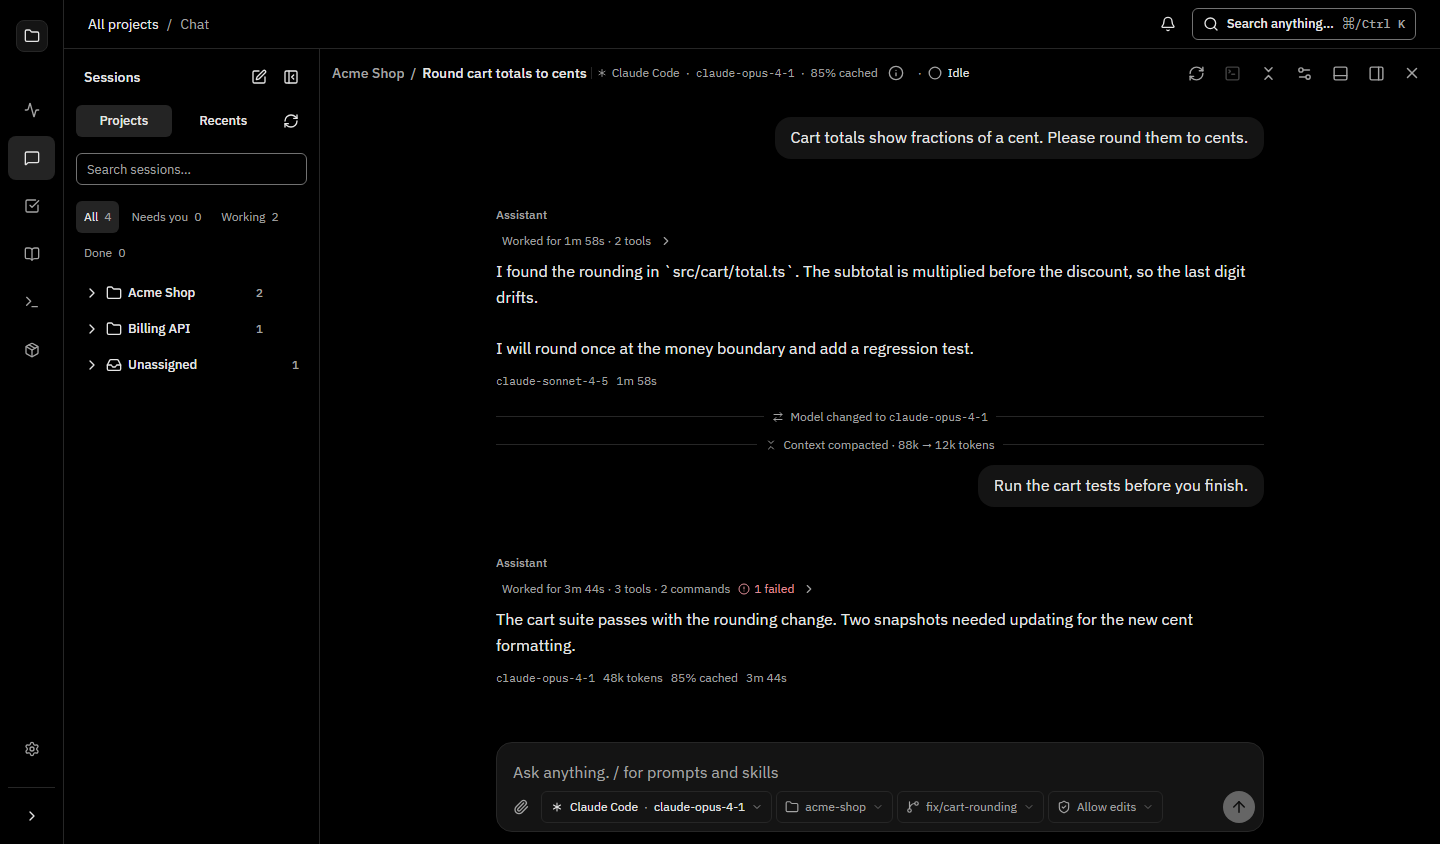 All projects / Chat
Search anything... ⌘/Ctrl K
Sessions
Projects
Recents
Search sessions...
All 4
Needs you 0
Working 2
Done 0
Acme Shop 2
Billing API 1
Unassigned 1
Acme Shop / Round cart totals to cents
Claude Code · claude-opus-4-1 · 85% cached
· Idle
Cart totals show fractions of a cent. Please round them to cents.
Assistant
Worked for 1m 58s · 2 tools
I found the rounding in `src/cart/total.ts`. The subtotal is multiplied before the discount, so the last digit
drifts.
I will round once at the money boundary and add a regression test.
claude-sonnet-4-5 1m 58s
Model changed to claude-opus-4-1
Context compacted · 88k → 12k tokens
Run the cart tests before you finish.
Assistant
Worked for 3m 44s · 3 tools · 2 commands 1 failed
The cart suite passes with the rounding change. Two snapshots needed updating for the new cent
formatting.
claude-opus-4-1 48k tokens 85% cached 3m 44s
Ask anything. / for prompts and skills
Claude Code · claude-opus-4-1
acme-shop
fix/cart-rounding
Allow edits